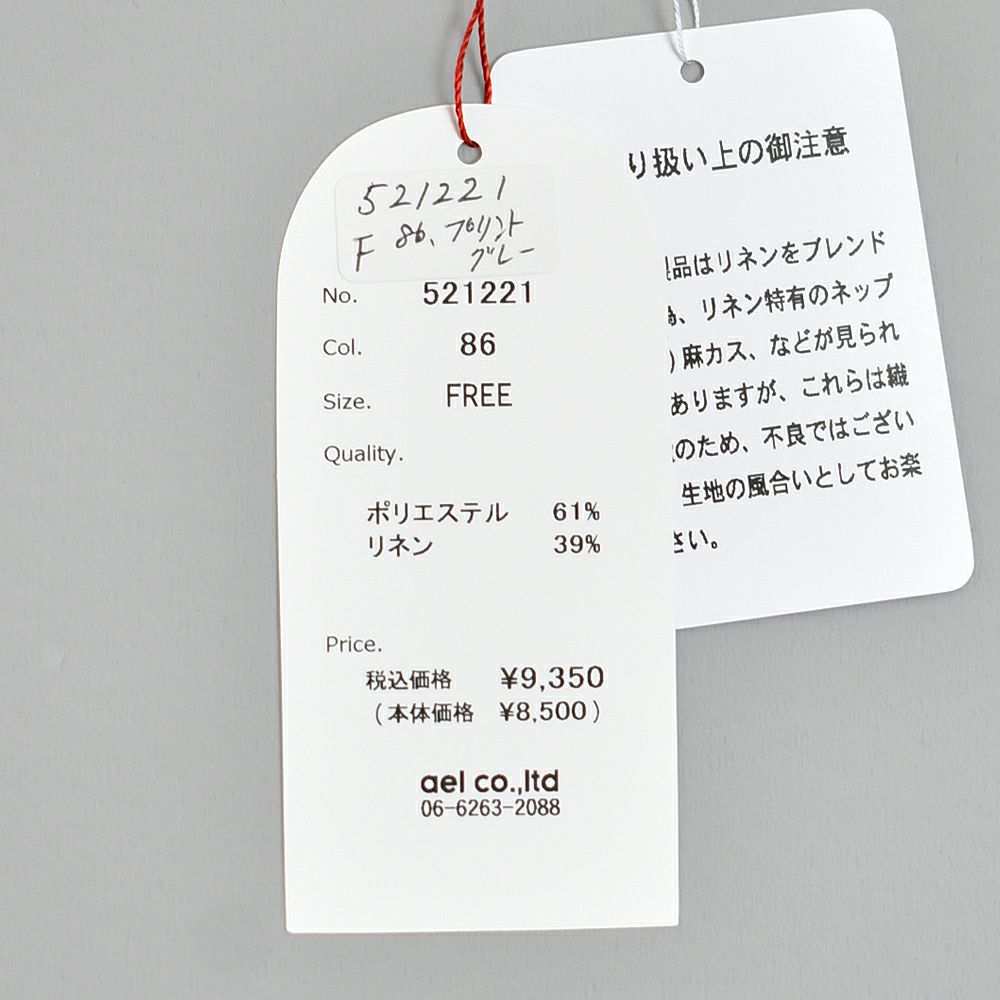 521221
F 86、プリント
グレー
No. 521221
Col. 86
Size. FREE
Quality.
ポリエステル 61%
リネン 39%
Price.
税込価格 ¥9,350
(本体価格 ¥8,500)
ael co.,ltd
06-6263-2088
り扱い上の御注意
品はリネンをブレンド
、リネン特有のネップ
)麻カス、などが見られ
ありますが、これらは繊
のため、不良ではござい
生地の風合いとしてお楽
さい。